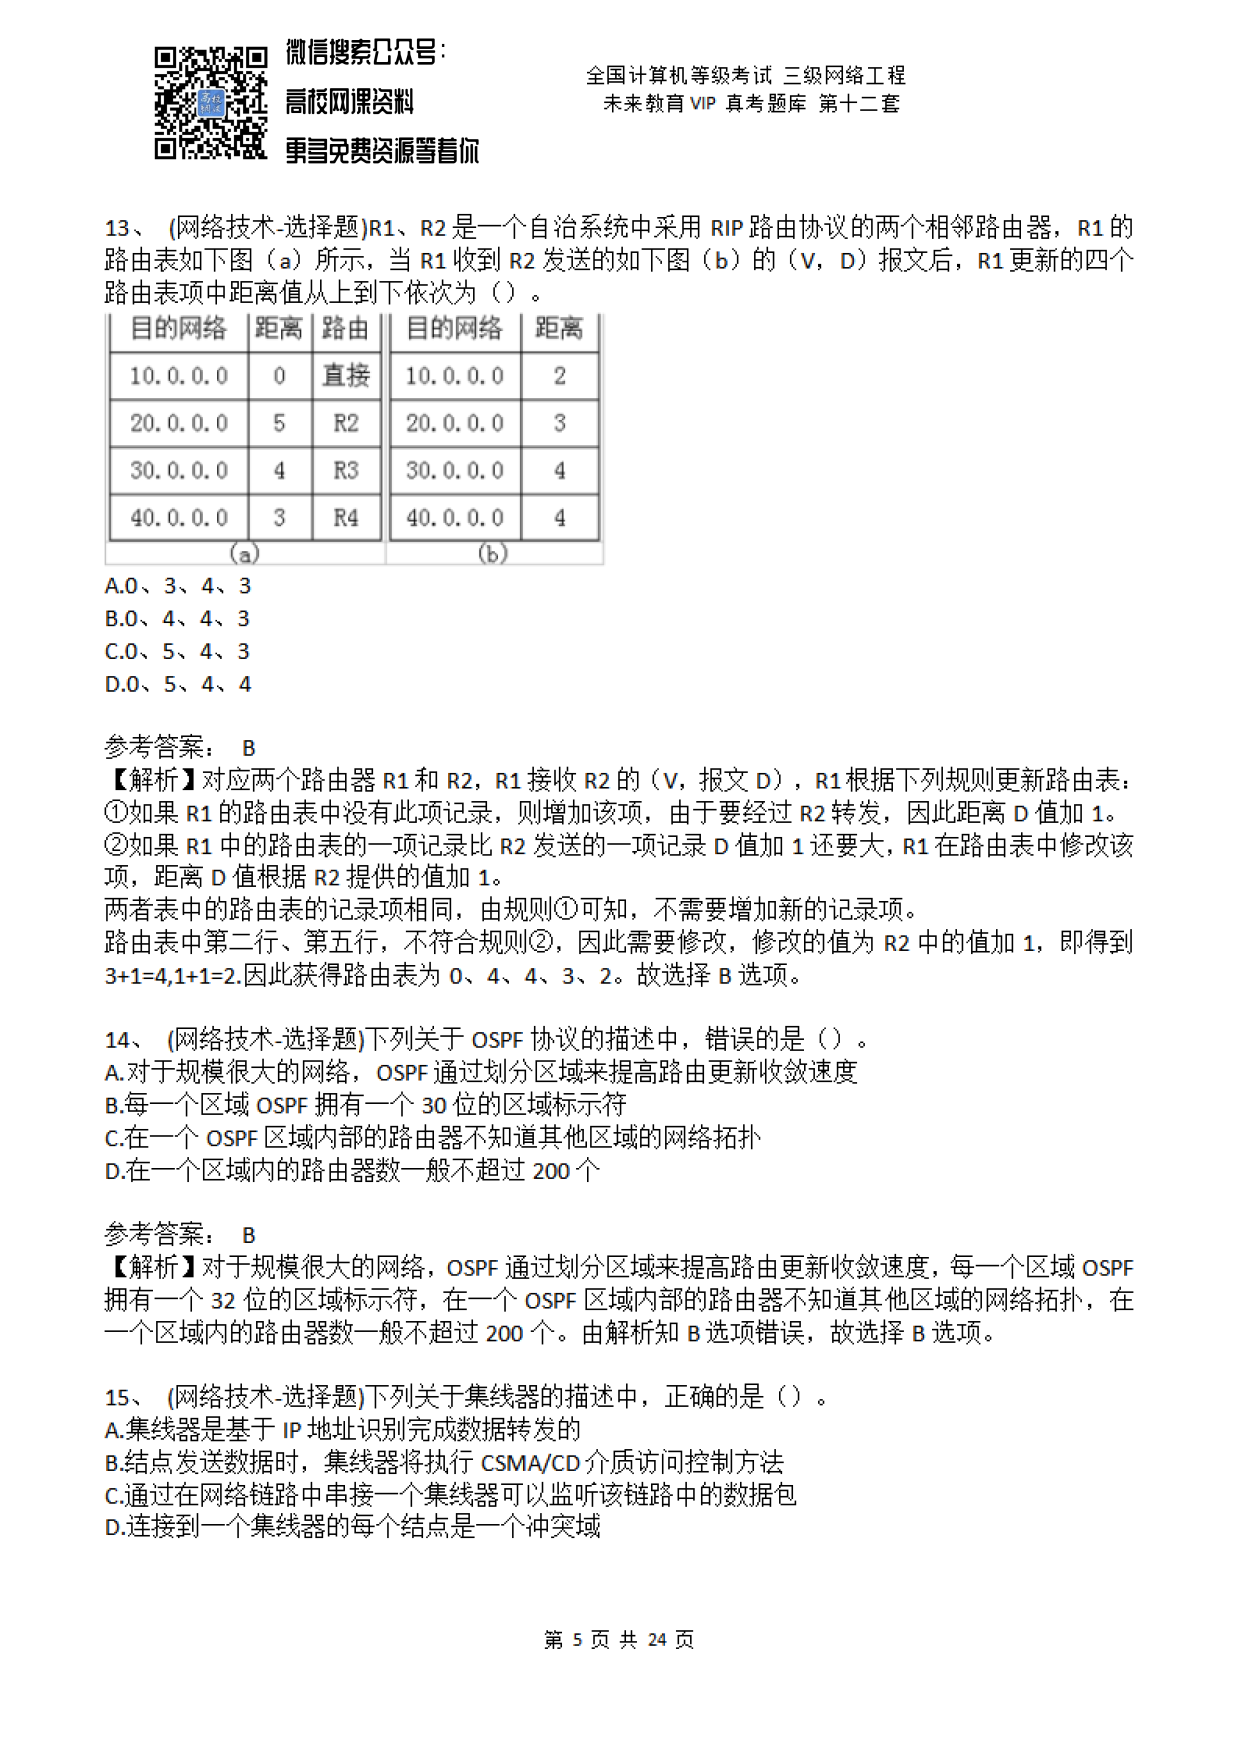 微信搜索公众号：
高校网课资料
更多免费资源等着你
全国计算机等级考试 三级网络工程
未来教育 VIP 真考题库 第十二套
13、 (网络技术-选择题)R1、R2 是一个自治系统中采用 RIP 路由协议的两个相邻路由器，R1 的
路由表如下图（a）所示，当 R1 收到 R2 发送的如下图（b）的（V，D）报文后，R1 更新的四个
路由表项中距离值从上到下依次为（）。
目的网络 距离 路由 目的网络 距离
10.0.0.0 0 直接 10.0.0.0 2
20.0.0.0 5 R2 20.0.0.0 3
30.0.0.0 4 R3 30.0.0.0 4
40.0.0.0 3 R4 40.0.0.0 4
(a) (b)
A.0、3、4、3
B.0、4、4、3
C.0、5、4、3
D.0、5、4、4
参考答案： B
【解析】对应两个路由器 R1 和 R2，R1 接收 R2 的（V，报文 D），R1 根据下列规则更新路由表：
①如果 R1 的路由表中没有此项记录，则增加该项，由于要经过 R2 转发，因此距离 D 值加 1。
②如果 R1 中的路由表的一项记录比 R2 发送的一项记录 D 值加 1 还要大，R1 在路由表中修改该
项，距离 D 值根据 R2 提供的值加 1。
两者表中的路由表的记录项相同，由规则①可知，不需要增加新的记录项。
路由表中第二行、第五行，不符合规则②，因此需要修改，修改的值为 R2 中的值加 1，即得到
3+1=4,1+1=2.因此获得路由表为 0、4、4、3、2。故选择 B 选项。
14、 (网络技术-选择题)下列关于 OSPF 协议的描述中，错误的是（）。
A.对于规模很大的网络，OSPF 通过划分区域来提高路由更新收敛速度
B.每一个区域 OSPF 拥有一个 30 位的区域标示符
C.在一个 OSPF 区域内部的路由器不知道其他区域的网络拓扑
D.在一个区域内的路由器数一般不超过 200 个
参考答案： B
【解析】对于规模很大的网络，OSPF 通过划分区域来提高路由更新收敛速度，每一个区域 OSPF
拥有一个 32 位的区域标示符，在一个 OSPF 区域内部的路由器不知道其他区域的网络拓扑，在
一个区域内的路由器数一般不超过 200 个。由解析知 B 选项错误，故选择 B 选项。
15、 (网络技术-选择题)下列关于集线器的描述中，正确的是（）。
A.集线器是基于 IP 地址识别完成数据转发的
B.结点发送数据时，集线器将执行 CSMA/CD 介质访问控制方法
C.通过在网络链路中串接一个集线器可以监听该链路中的数据包
D.连接到一个集线器的每个结点是一个冲突域
第 5 页 共 24 页